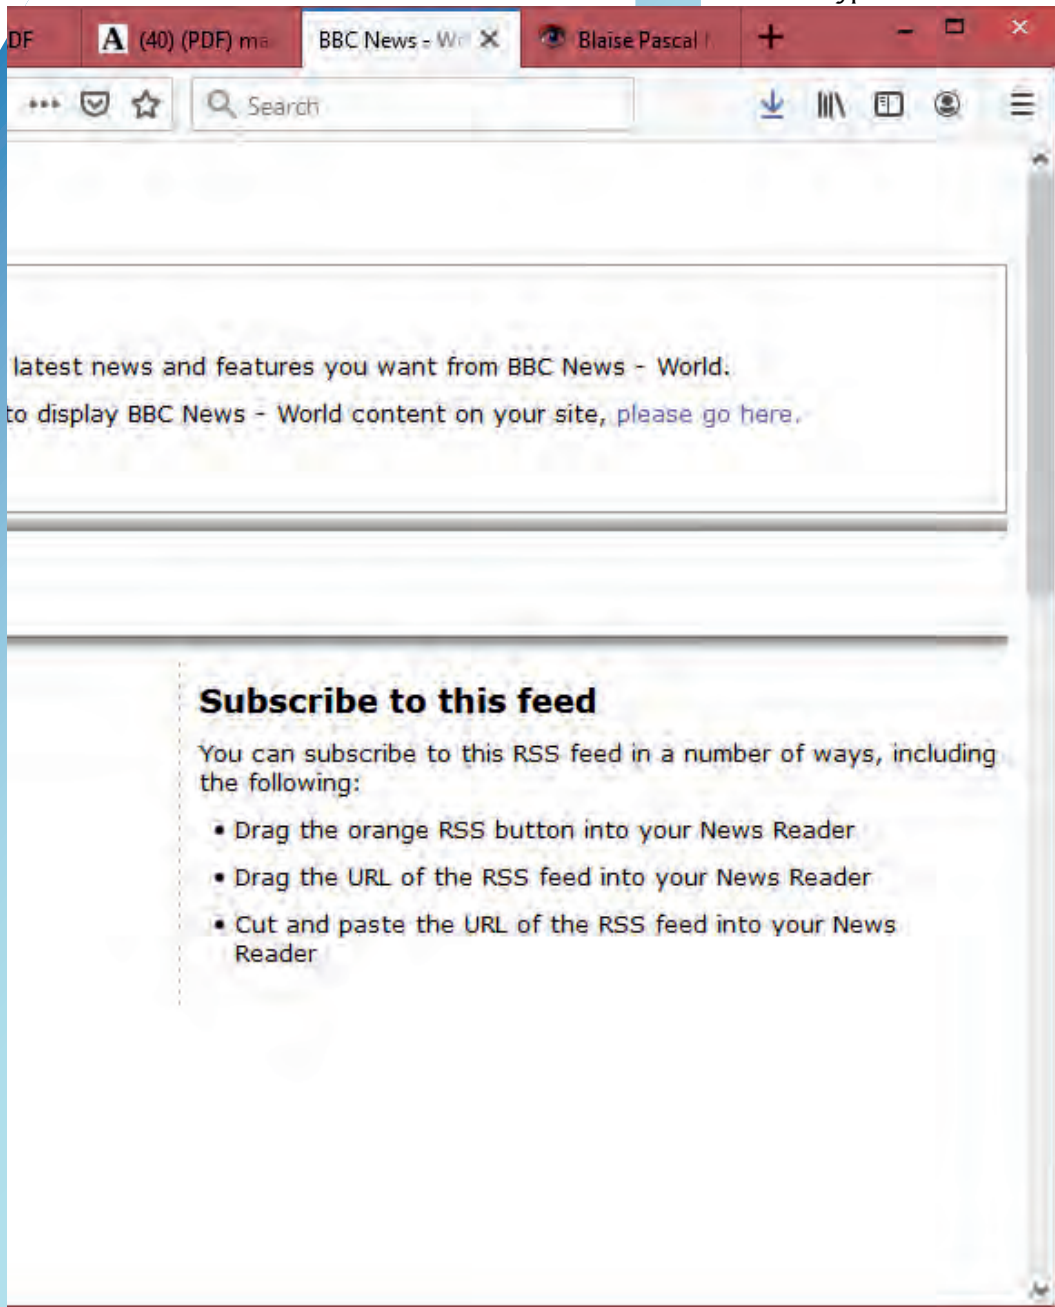 DF
(40) (PDF) ma
BBC News - Wo
Blaise Pascal
Search
latest news and features you want from BBC News - World.
to display BBC News - World content on your site, please go here.
Subscribe to this feed
You can subscribe to this RSS feed in a number of ways, including
the following:
• Drag the orange RSS button into your News Reader
• Drag the URL of the RSS feed into your News Reader
• Cut and paste the URL of the RSS feed into your News
Reader